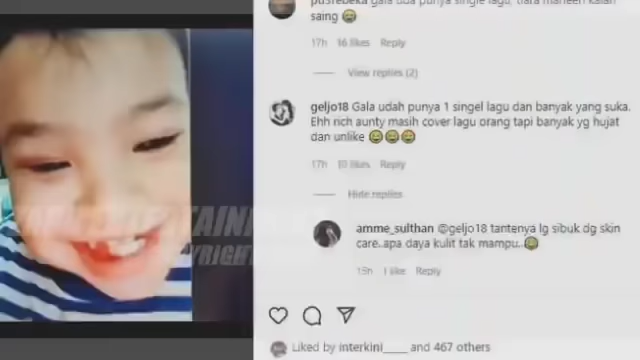 gala uda punya single lagu, tiara maheeh kalah
saing 😂
17h 16 likes Reply
View replies (2)
geljo18 Gala udah punya 1 singel lagu dan banyak yang suka.
Ehh rich aunty masih cover lagu orang tapi banyak yg hujat
dan unlike 😂😂😂
17h 10 likes Reply
Hide replies
amme_sulthan @geljo18 tantenya lg sibuk dg skin
care..apa daya kulit tak mampu..😂
15h 1 like Reply
Liked by interkini____ and 467 others